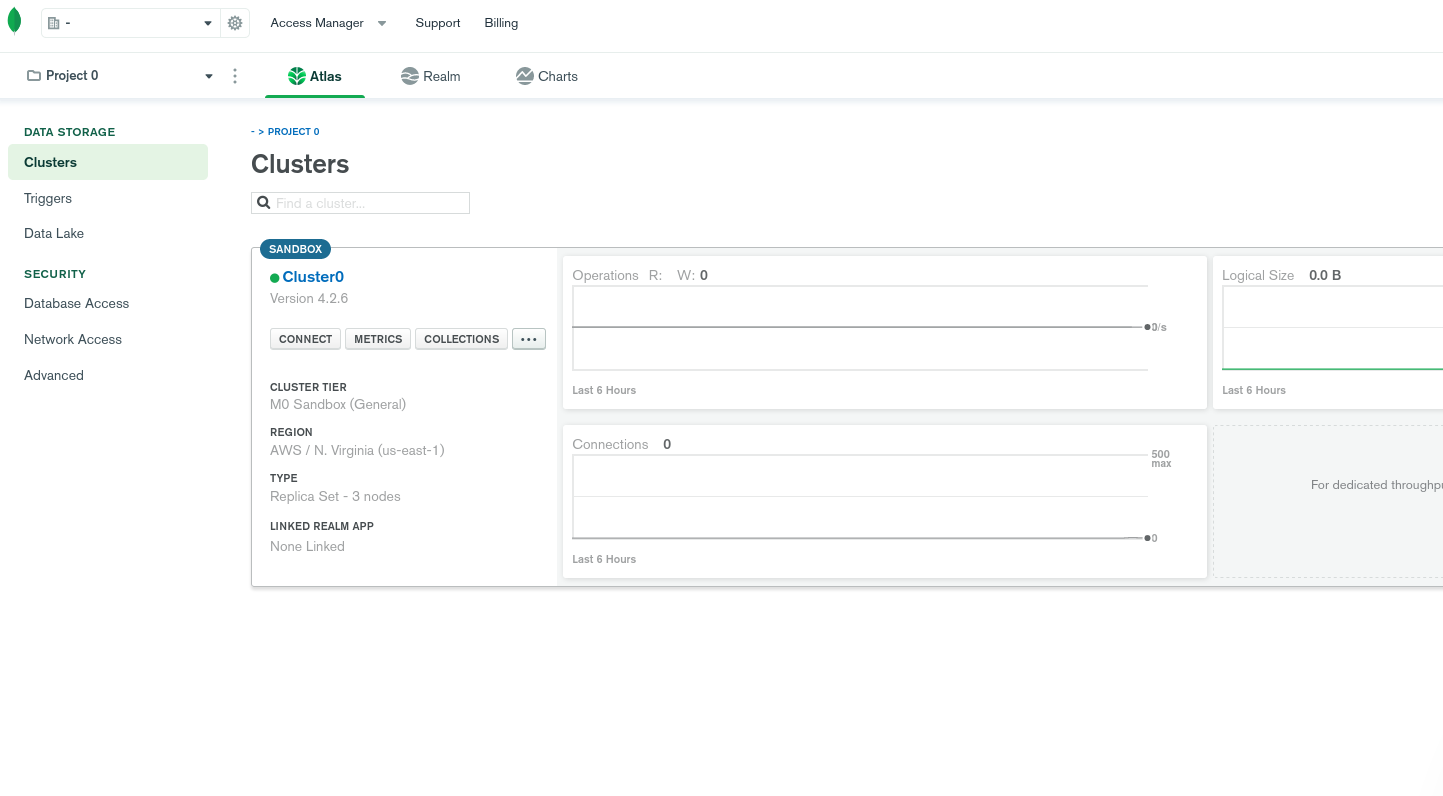 -
Access Manager
Support
Billing
Project 0
Atlas
Realm
Charts
DATA STORAGE
Clusters
Triggers
Data Lake
SECURITY
Database Access
Network Access
Advanced
- > PROJECT 0
Clusters
Find a cluster...
SANDBOX
Cluster0
Version 4.2.6
CONNECT METRICS COLLECTIONS ...
CLUSTER TIER
M0 Sandbox (General)
REGION
AWS / N. Virginia (us-east-1)
TYPE
Replica Set - 3 nodes
LINKED REALM APP
None Linked
Operations R: W: 0
/s
Last 6 Hours
Logical Size 0.0 B
Last 6 Hours
Connections 0
500
max
0
Last 6 Hours
For dedicated